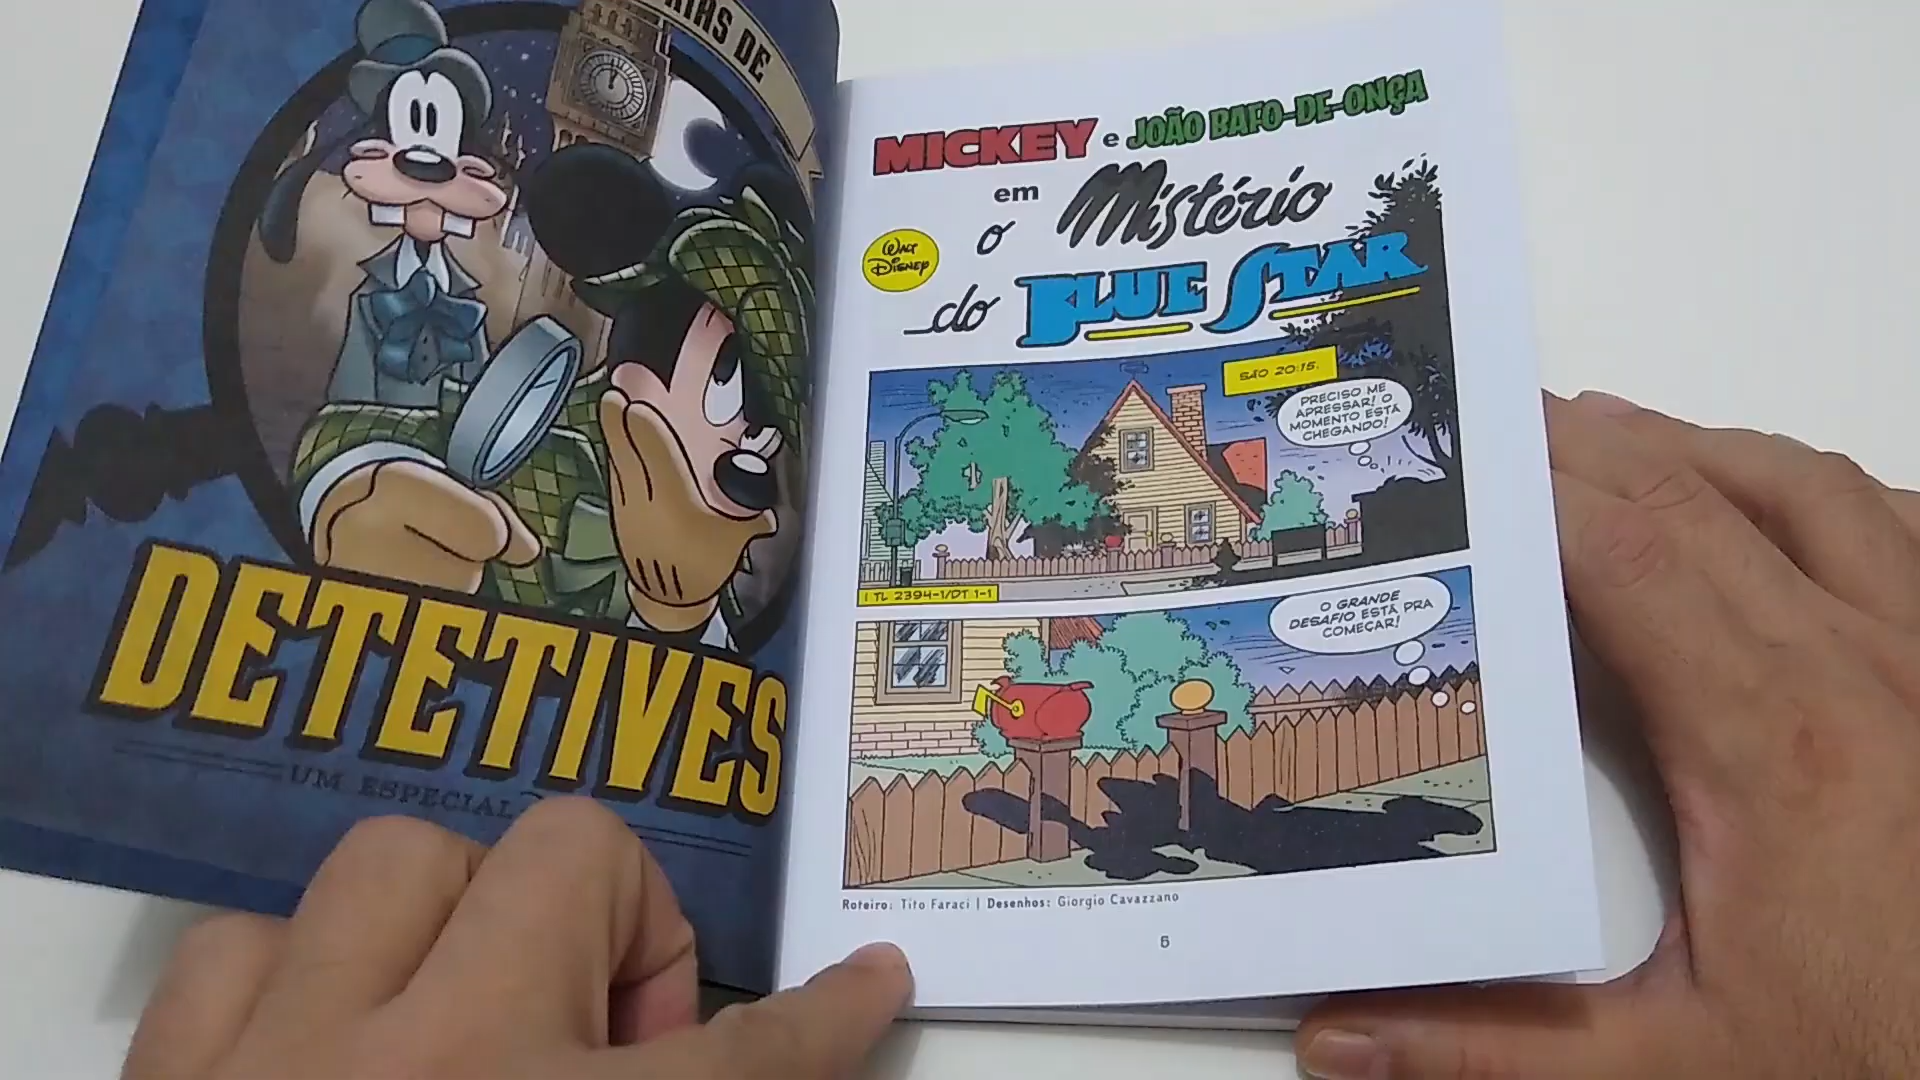 DE
DETETIVES
UM ESPECIAL
MICKEY e JOÃO BAFO-DE-ONÇA
em
o Mistério
WALT
DISNEY
do BLUE STAR
SÃO 20:15.
PRECISO ME
APRESSAR! O
MOMENTO ESTÁ
CHEGANDO!
I TL 2394-1/DT 1-1
O GRANDE
DESAFIO ESTÁ PRA
COMEÇAR!
Roteiro: Tito Faraci | Desenhos: Giorgio Cavazzano
5